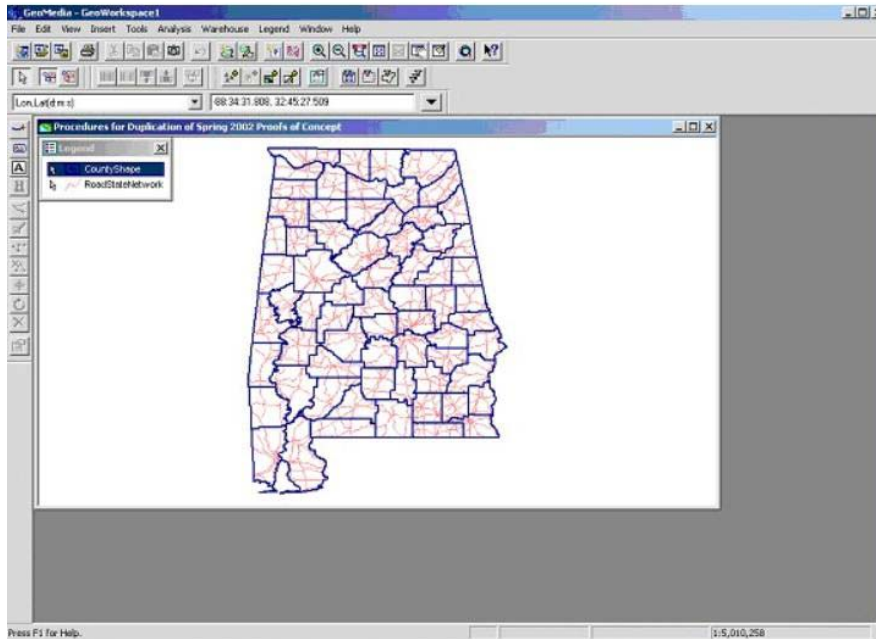 GeoMedia - GeoWorkspace1
File Edit View Insert Tools Analysis Warehouse Legend Window Help
Lon,Lat(d:m:s) -88:34:31.808, 32:45:27.509
Procedures for Duplication of Spring 2002 Proofs of Concept
Legend
CountyShape
RoadStateNetwork
A
Press F1 for Help. 1:5,010,258